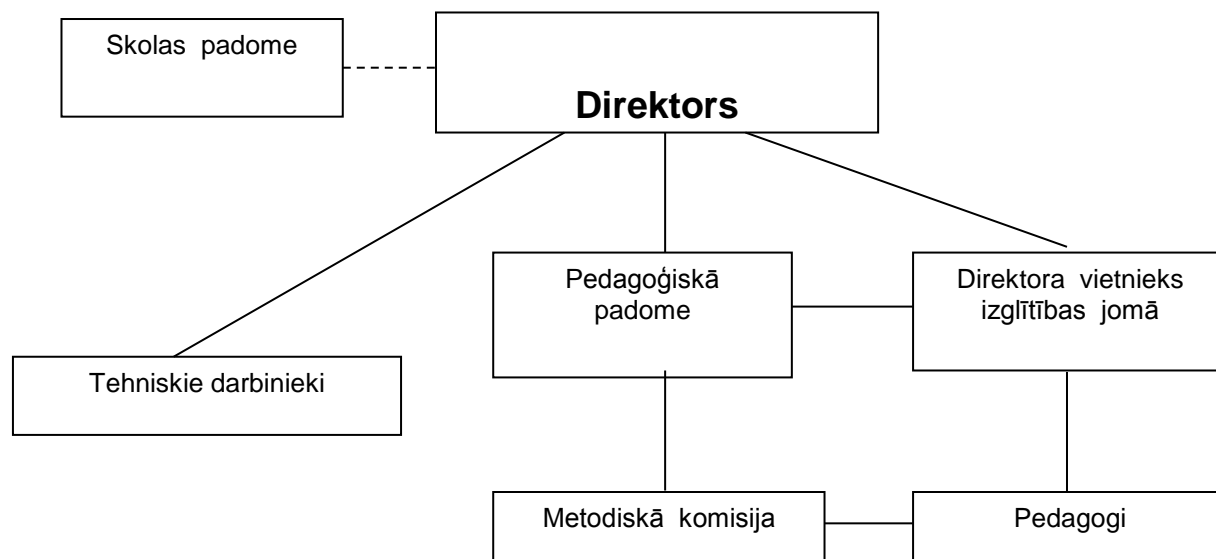 Skolas padome
Direktors
Pedagoģiskā
padome
Direktora vietnieks
izglītības jomā
Tehniskie darbinieki
Metodiskā komisija
Pedagogi